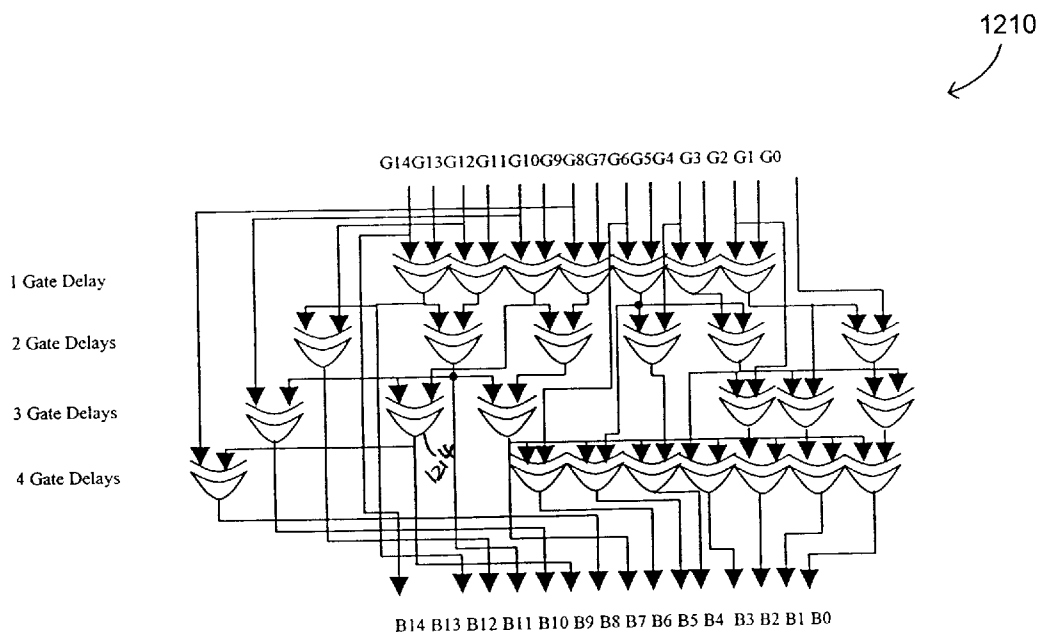 1210
G14G13G12G11G10G9G8G7G6G5G4 G3 G2 G1 G0
1 Gate Delay
2 Gate Delays
3 Gate Delays
1214
4 Gate Delays
B14 B13 B12 B11 B10 B9 B8 B7 B6 B5 B4 B3 B2 B1 B0